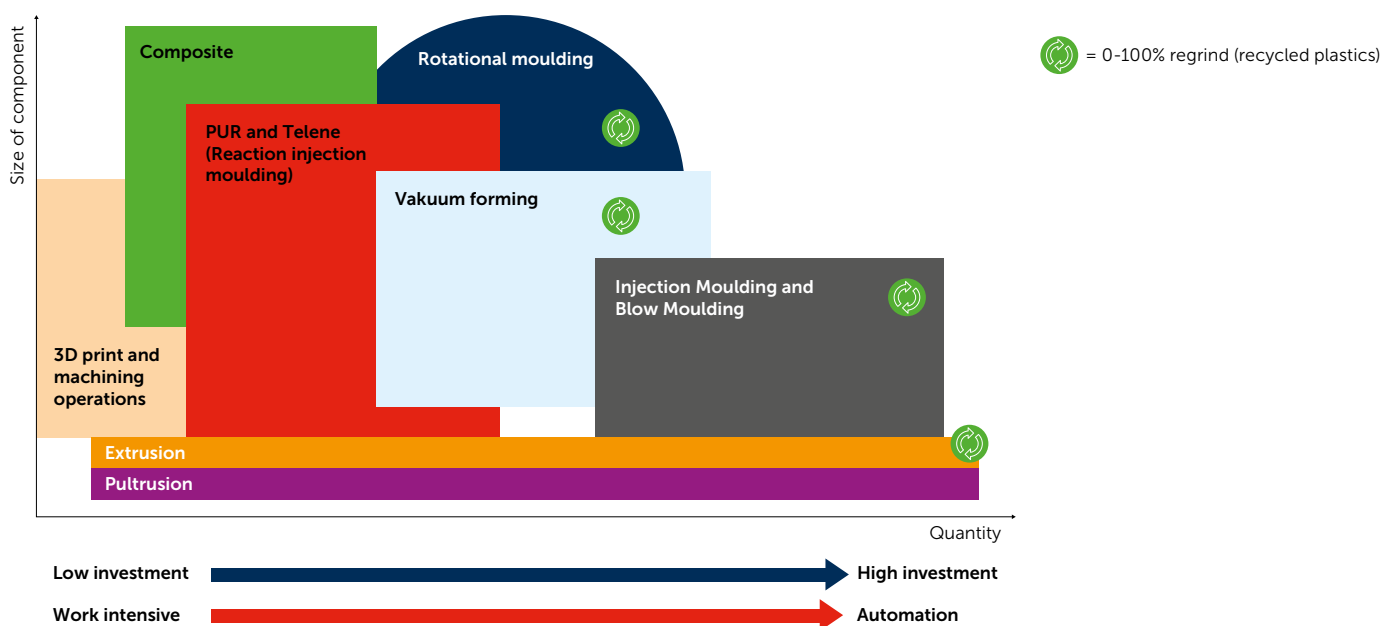 Size of component
Composite
Rotational moulding
= 0-100% regrind (recycled plastics)
PUR and Telene
(Reaction injection
moulding)
Vakuum forming
Injection Moulding and
Blow Moulding
3D print and
machining
operations
Extrusion
Pultrusion
Quantity
Low investment
High investment
Work intensive
Automation